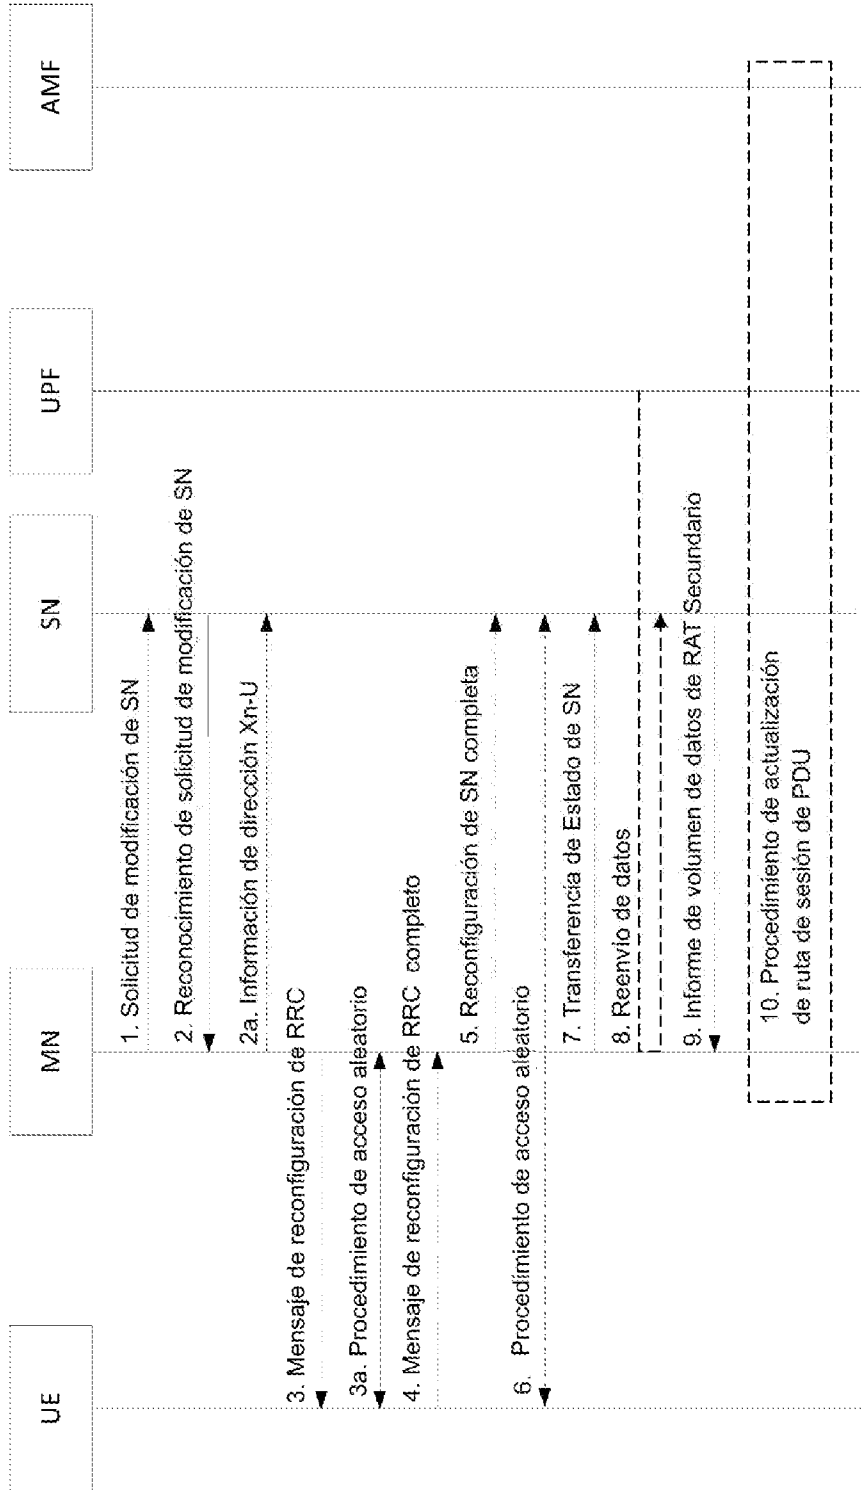 UE
MN
SN
UPF
AMF
1. Solicitud de modificación de SN
2. Reconocimiento de solicitud de modificación de SN
2a. Información de dirección Xn-U
3. Mensaje de reconfiguración de RRC
3a. Procedimiento de acceso aleatorio
4. Mensaje de reconfiguración de RRC completo
5. Reconfiguración de SN completa
6. Procedimiento de acceso aleatorio
7. Transferencia de Estado de SN
8. Reenvio de datos
9. Informe de volumen de datos de RAT Secundario
10. Procedimiento de actualización
de ruta de sesión de PDU